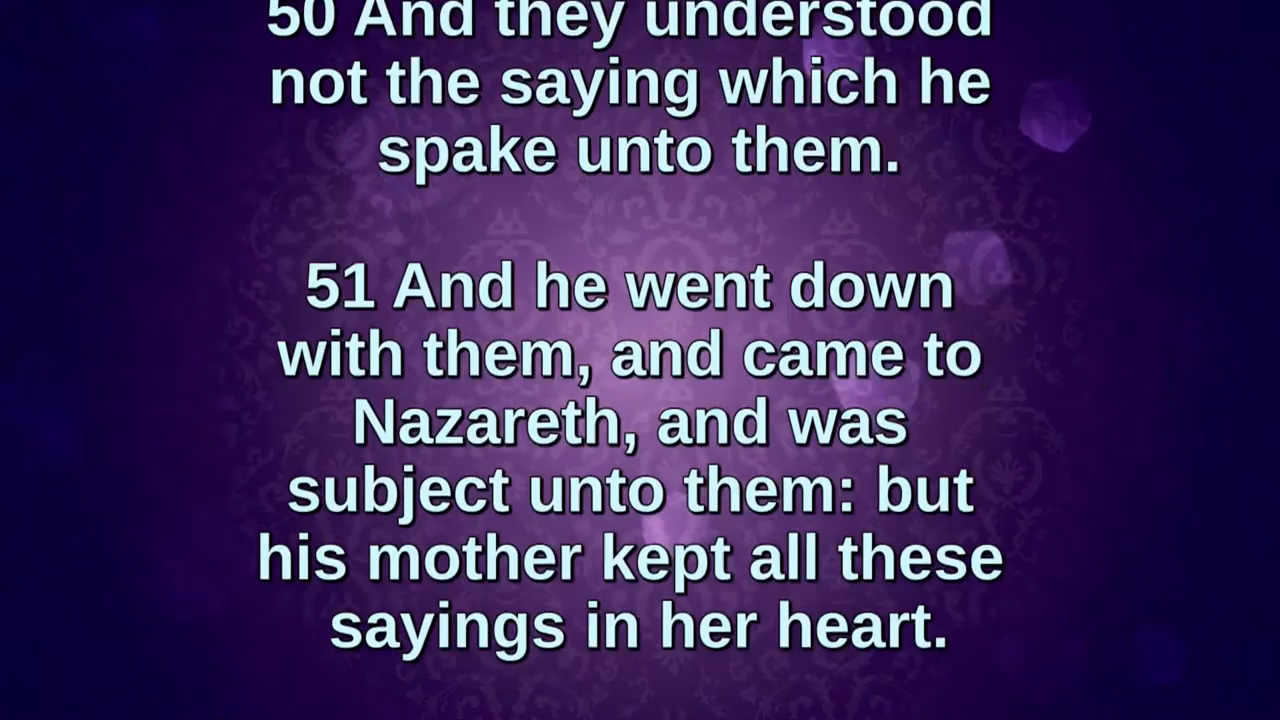 50 And they understood
not the saying which he
spake unto them.
51 And he went down
with them, and came to
Nazareth, and was
subject unto them: but
his mother kept all these
sayings in her heart.